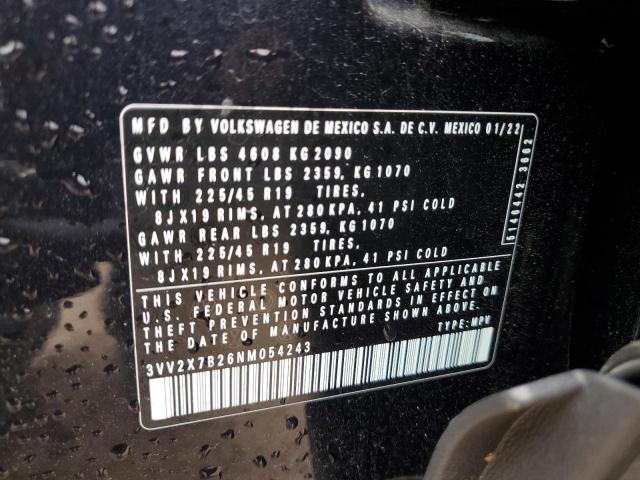 MFD BY VOLKSWAGEN DE MEXICO S.A. DE C.V. MEXICO 01/22
GVWR LBS 4608 KG 2090
GAWR FRONT LBS 2359, KG 1070
WITH 225/45 R19 TIRES,
8JX19 RIMS, AT 280 KPA, 41 PSI COLD
GAWR REAR LBS 2359, KG 1070
WITH 225/45 R19 TIRES,
8JX19 RIMS, AT 280 KPA, 41 PSI COLD
THIS VEHICLE CONFORMS TO ALL APPLICABLE
U.S. FEDERAL MOTOR VEHICLE SAFETY AND
THEFT PREVENTION STANDARDS IN EFFECT ON
THE DATE OF MANUFACTURE SHOWN ABOVE.
3VV2X7B26NM054243 TYPE: MPV
5146442 3662